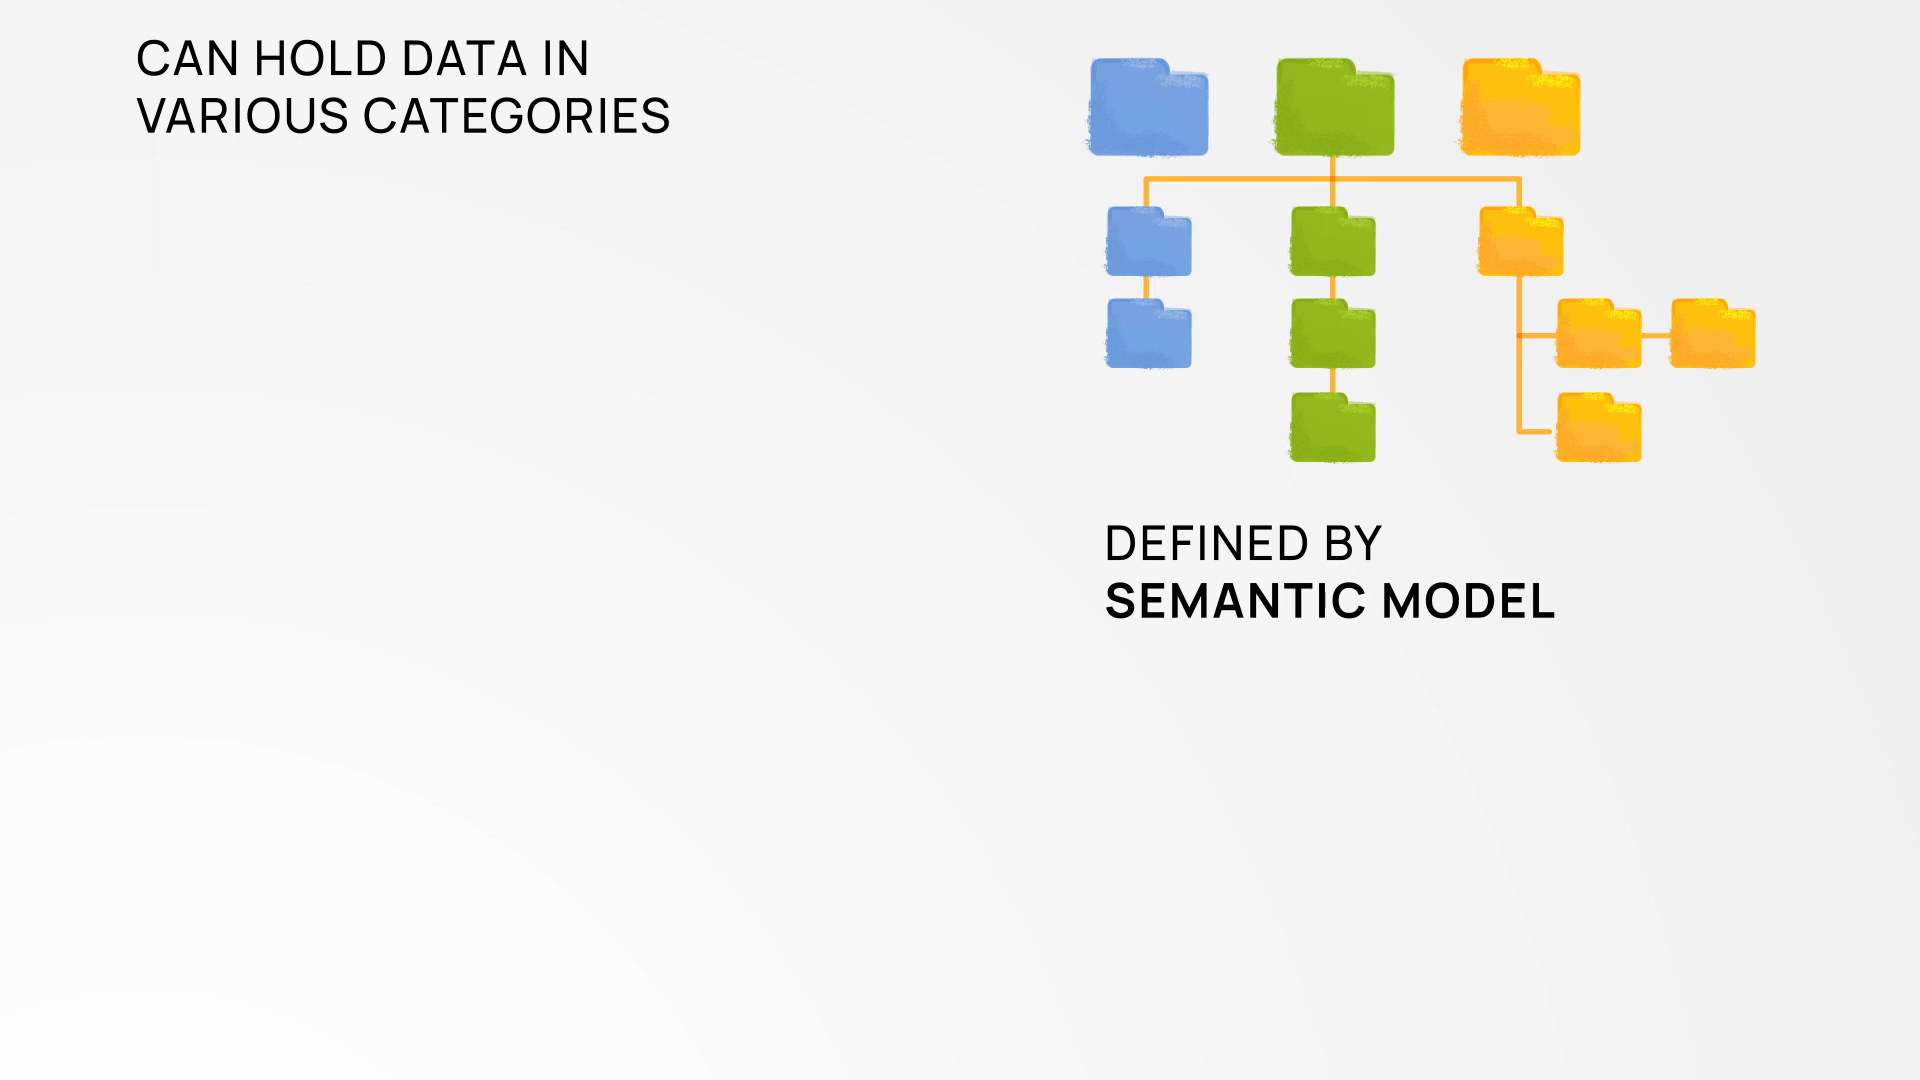 CAN HOLD DATA IN
VARIOUS CATEGORIES
DEFINED BY
SEMANTIC MODEL